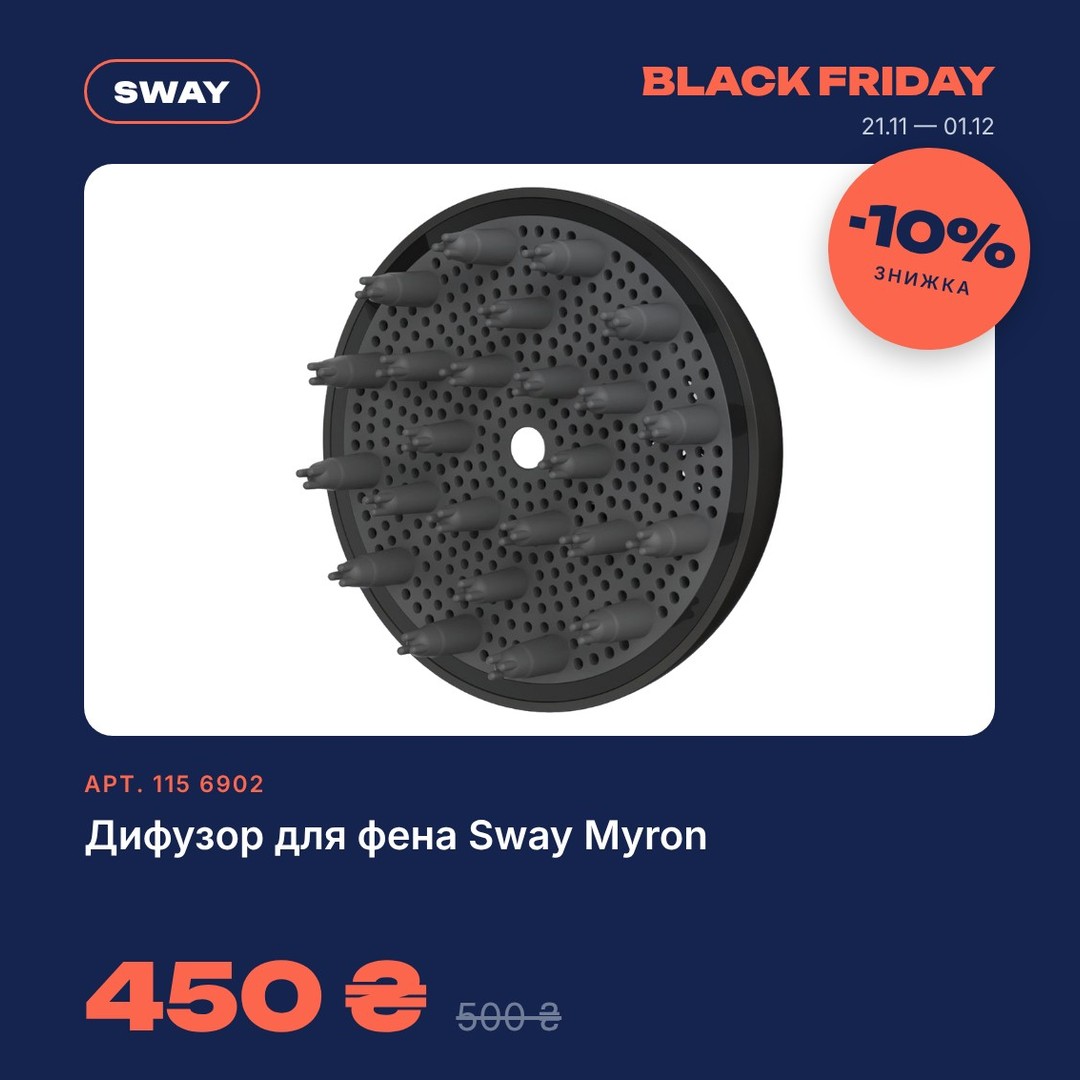 SWAY
BLACK FRIDAY
21.11 — 01.12
-10%
ЗНИЖКА
АРТ. 115 6902
Дифузор для фена Sway Myron
450 ₴
500 ₴